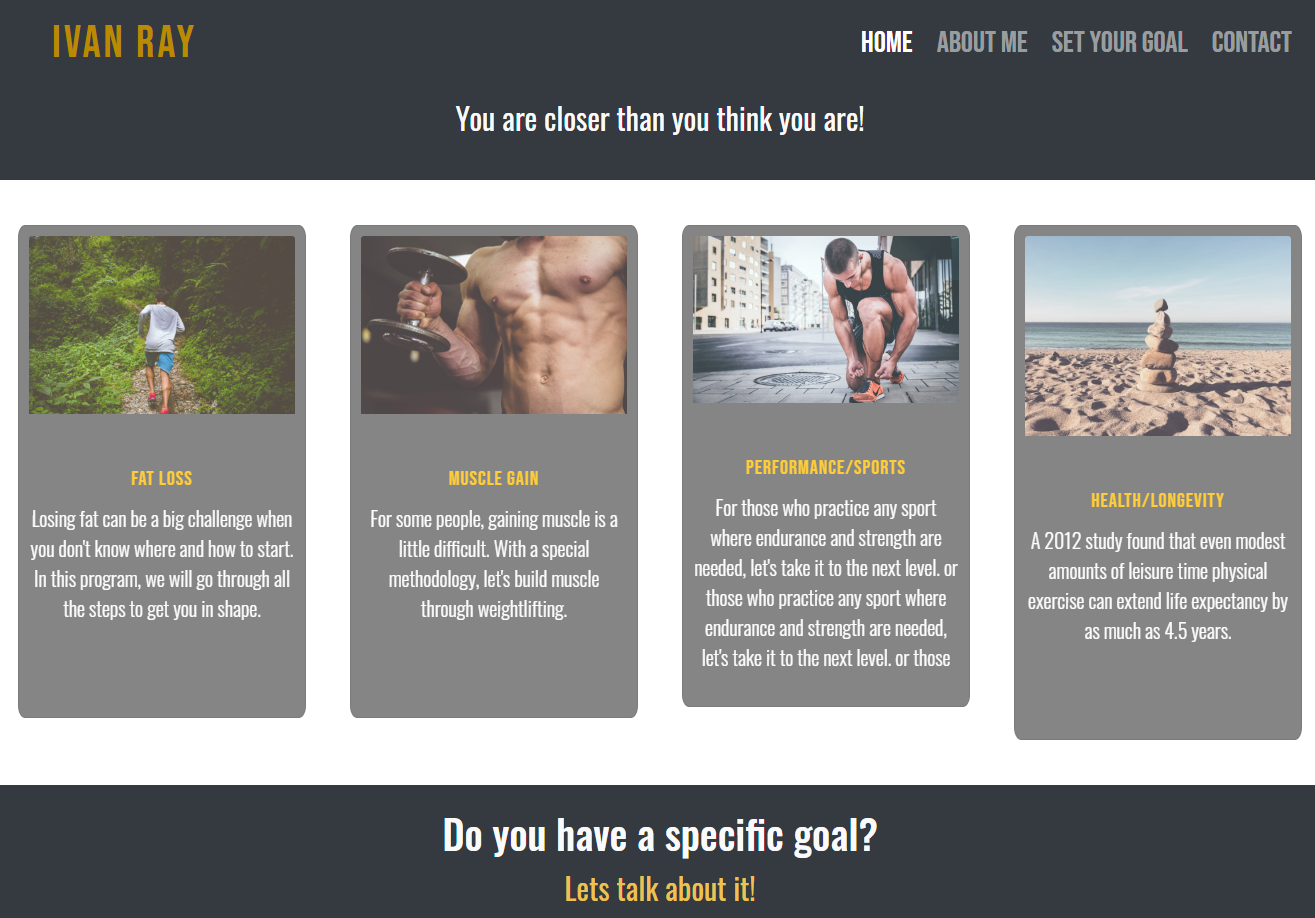 IVAN RAY
HOME ABOUT ME SET YOUR GOAL CONTACT
You are closer than you think you are!
FAT LOSS
Losing fat can be a big challenge when
you don't know where and how to start.
In this program, we will go through all
the steps to get you in shape.
MUSCLE GAIN
For some people, gaining muscle is a
little difficult. With a special
methodology, let's build muscle
through weightlifting.
PERFORMANCE/SPORTS
For those who practice any sport
where endurance and strength are
needed, let's take it to the next level. or
those who practice any sport where
endurance and strength are needed,
let's take it to the next level. or those
HEALTH/LONGEVITY
A 2012 study found that even modest
amounts of leisure time physical
exercise can extend life expectancy by
as much as 4.5 years.
Do you have a specific goal?
Lets talk about it!